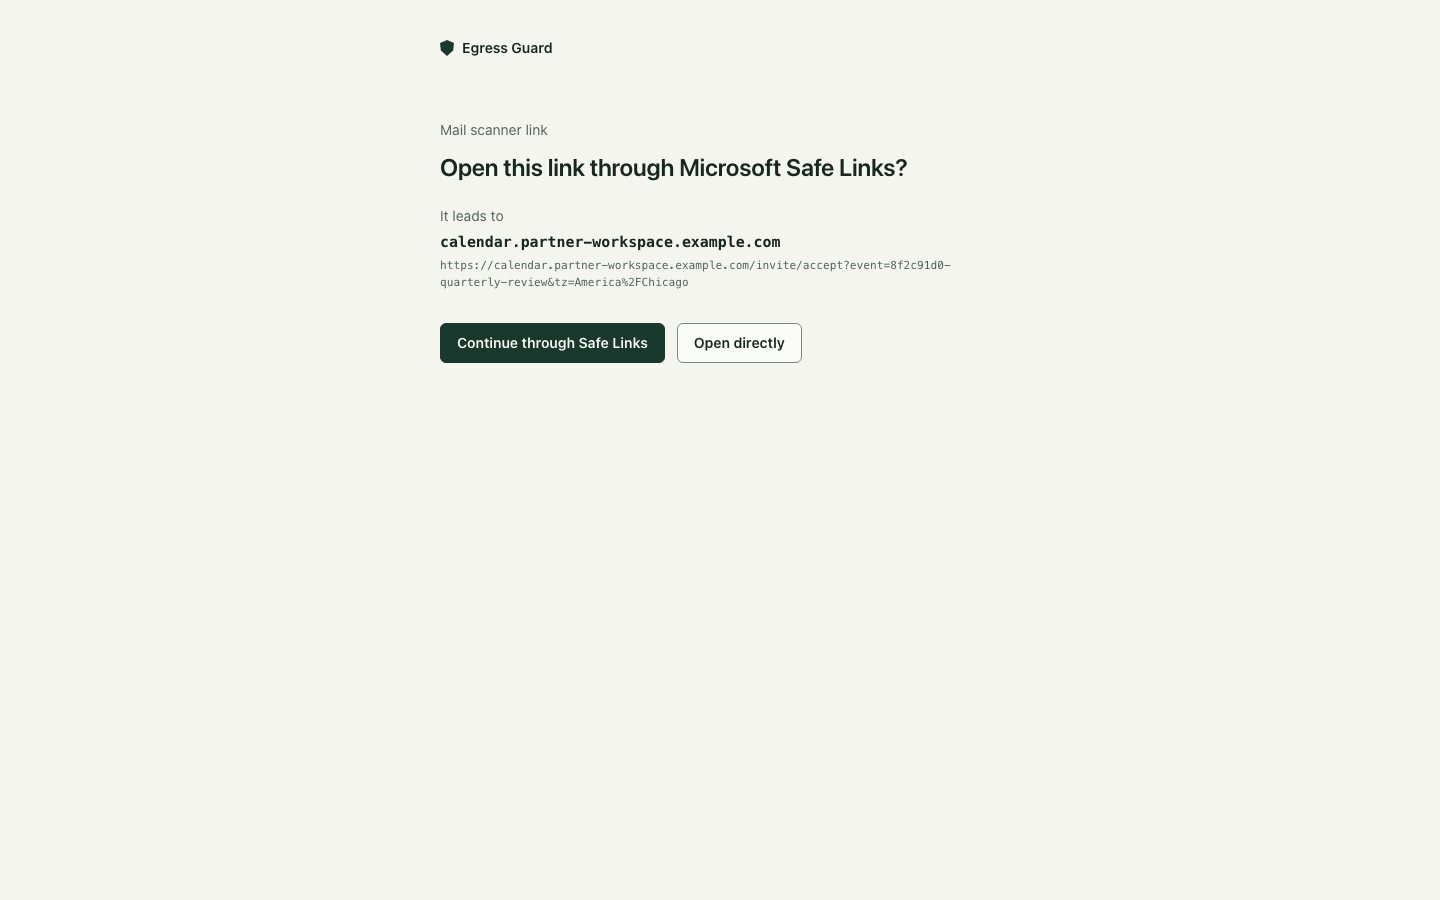 Egress Guard
Mail scanner link
Open this link through Microsoft Safe Links?
It leads to
calendar.partner-workspace.example.com
https://calendar.partner-workspace.example.com/invite/accept?event=8f2c91d0-
quarterly-review&tz=America%2FChicago
Continue through Safe Links
Open directly